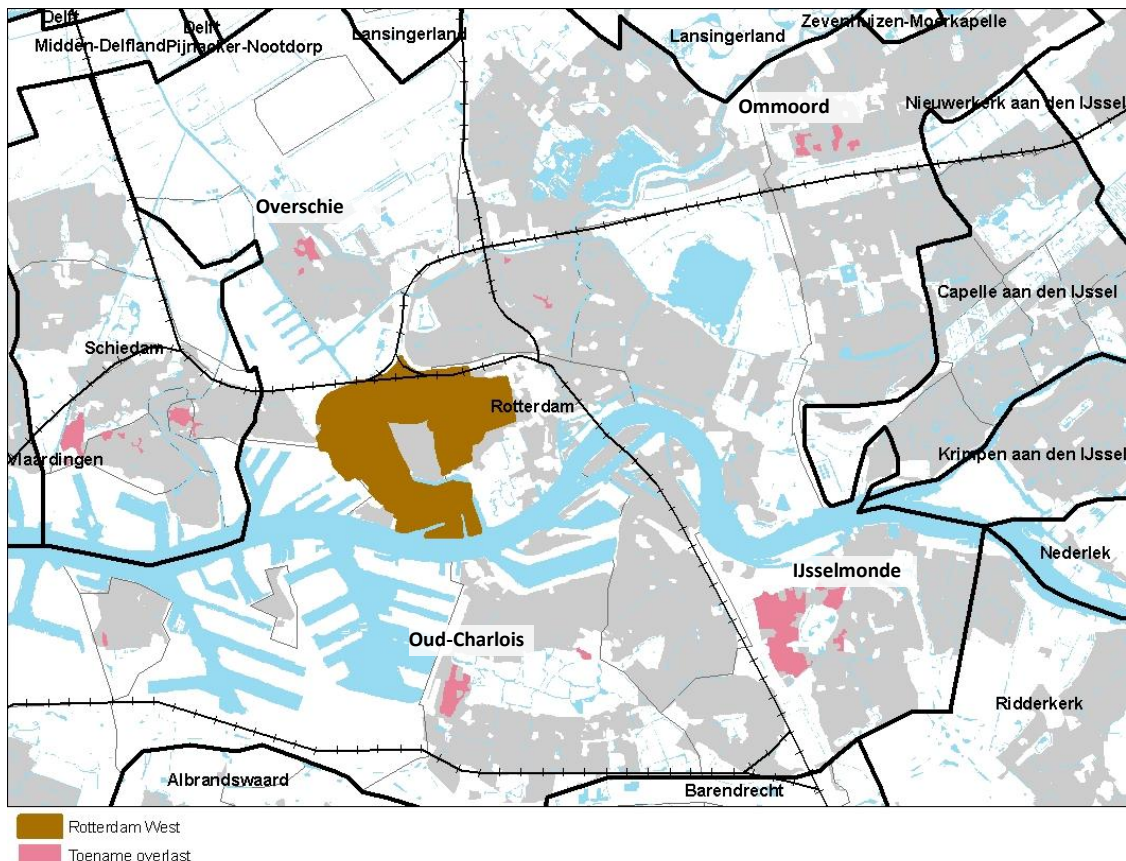 Delft
Delft
Midden-Delfland
Pijnacker-Nootdorp
Lansingerland
Lansingerland
Zevenhuizen-Moerkapelle
Ommoord
Nieuwerkerk aan den IJssel
Overschie
Capelle aan den IJssel
Schiedam
Rotterdam
Vlaardingen
Krimpen aan den IJssel
Nederlek
IJsselmonde
Oud-Charlois
Ridderkerk
Albrandswaard
Barendrecht
Rotterdam West
Toename overlast